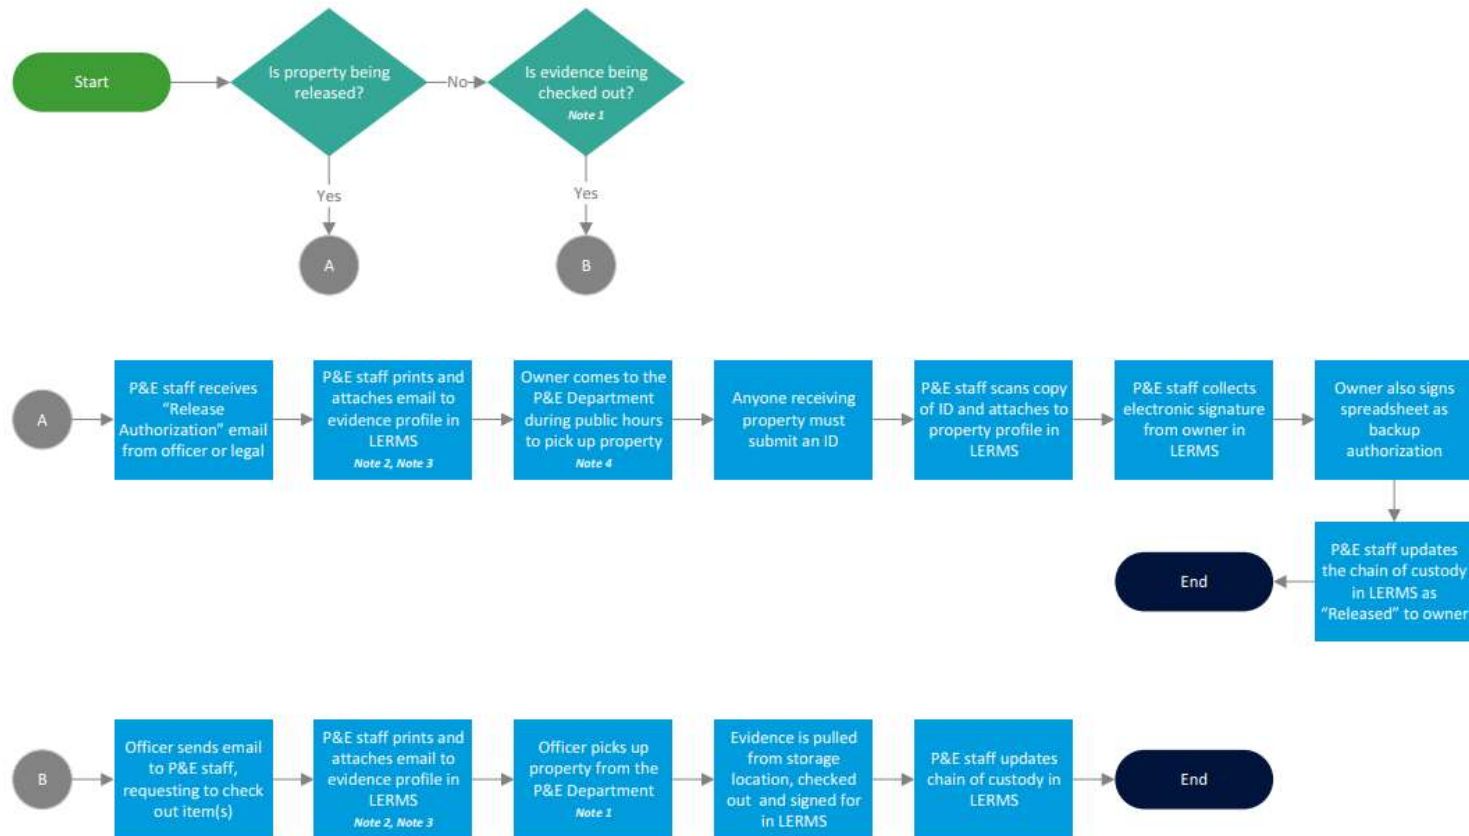 Start
Is property being
released?
No
Is evidence being
checked out?
Note 1
Yes
Yes
A
B
A
P&E staff receives
“Release
Authorization” email
from officer or legal
P&E staff prints and
attaches email to
evidence profile in
LERMS
Note 2, Note 3
Owner comes to the
P&E Department
during public hours
to pick up property
Note 4
Anyone receiving
property must
submit an ID
P&E staff scans copy
of ID and attaches to
property profile in
LERMS
P&E staff collects
electronic signature
from owner in
LERMS
Owner also signs
spreadsheet as
backup
authorization
P&E staff updates
the chain of custody
in LERMS as
“Released” to owner
End
B
Officer sends email
to P&E staff,
requesting to check
out item(s)
P&E staff prints and
attaches email to
evidence profile in
LERMS
Note 2, Note 3
Officer picks up
property from the
P&E Department
Note 1
Evidence is pulled
from storage
location, checked
out and signed for
in LERMS
P&E staff updates
chain of custody in
LERMS
End